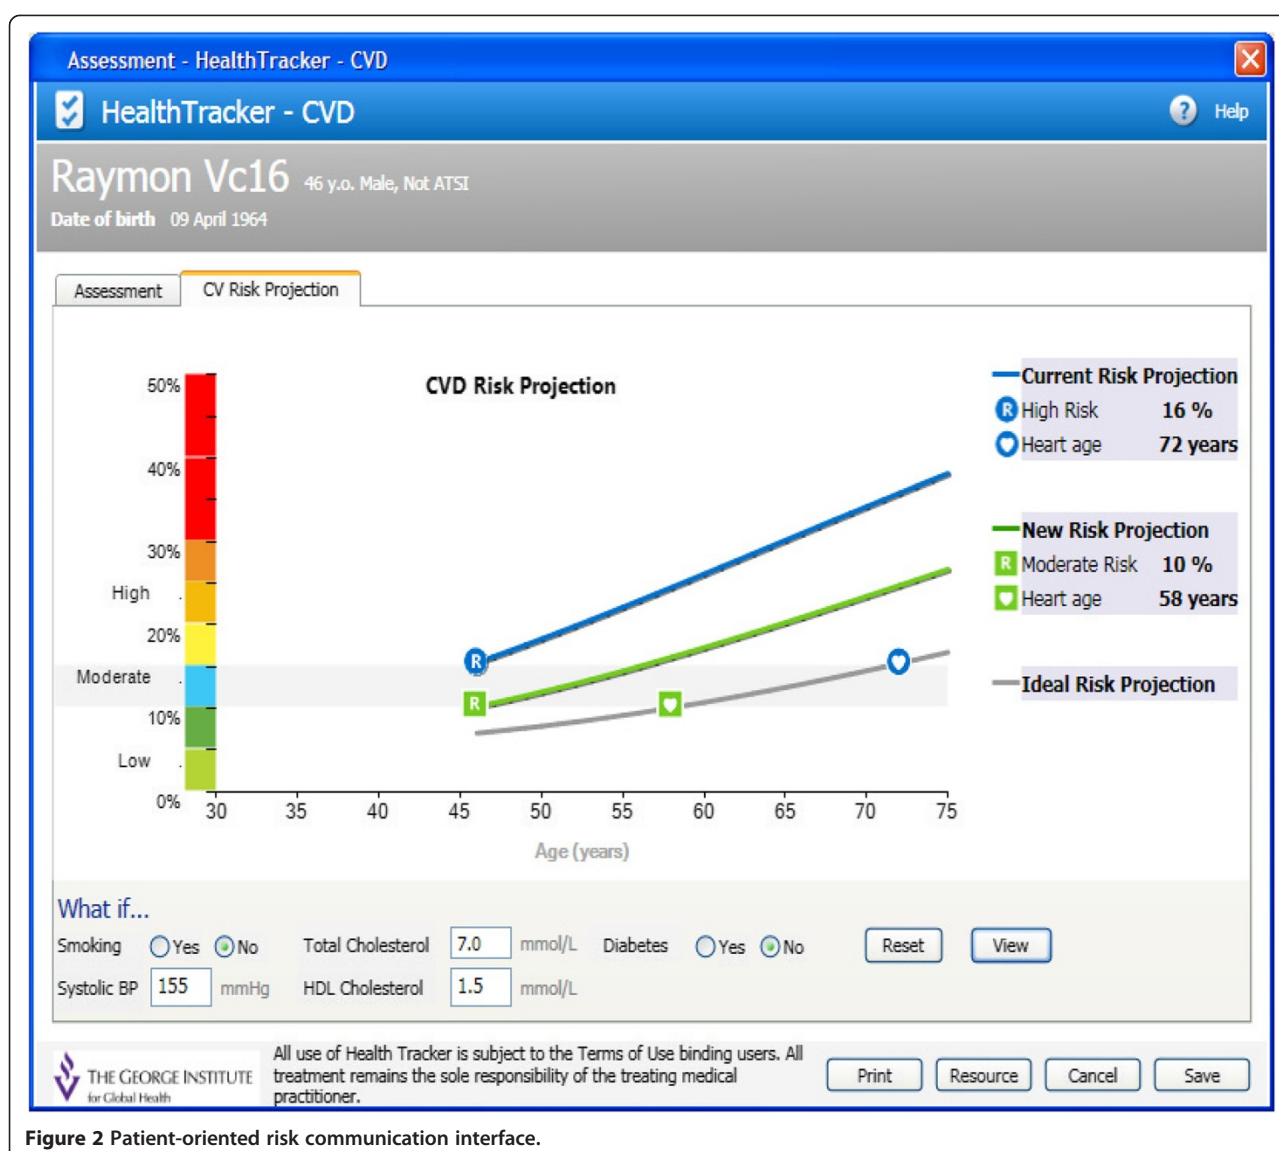 Assessment - HealthTracker - CVD
HealthTracker - CVD
? Help
Raymon Vc16 46 y.o. Male, Not ATSI
Date of birth 09 April 1964
Assessment CV Risk Projection
CVD Risk Projection
50%
40%
30%
High
20%
Moderate
10%
Low
0%
30 35 40 45 50 55 60 65 70 75
Age (years)
R
R
Current Risk Projection
R High Risk 16 %
Heart age 72 years
New Risk Projection
R Moderate Risk 10 %
Heart age 58 years
Ideal Risk Projection
What if...
Smoking Yes No Total Cholesterol 7.0 mmol/L Diabetes Yes No Reset View
Systolic BP 155 mmHg HDL Cholesterol 1.5 mmol/L
THE GEORGE INSTITUTE
for Global Health
All use of Health Tracker is subject to the Terms of Use binding users. All
treatment remains the sole responsibility of the treating medical
practitioner.
Print Resource Cancel Save
Figure 2 Patient-oriented risk communication interface.